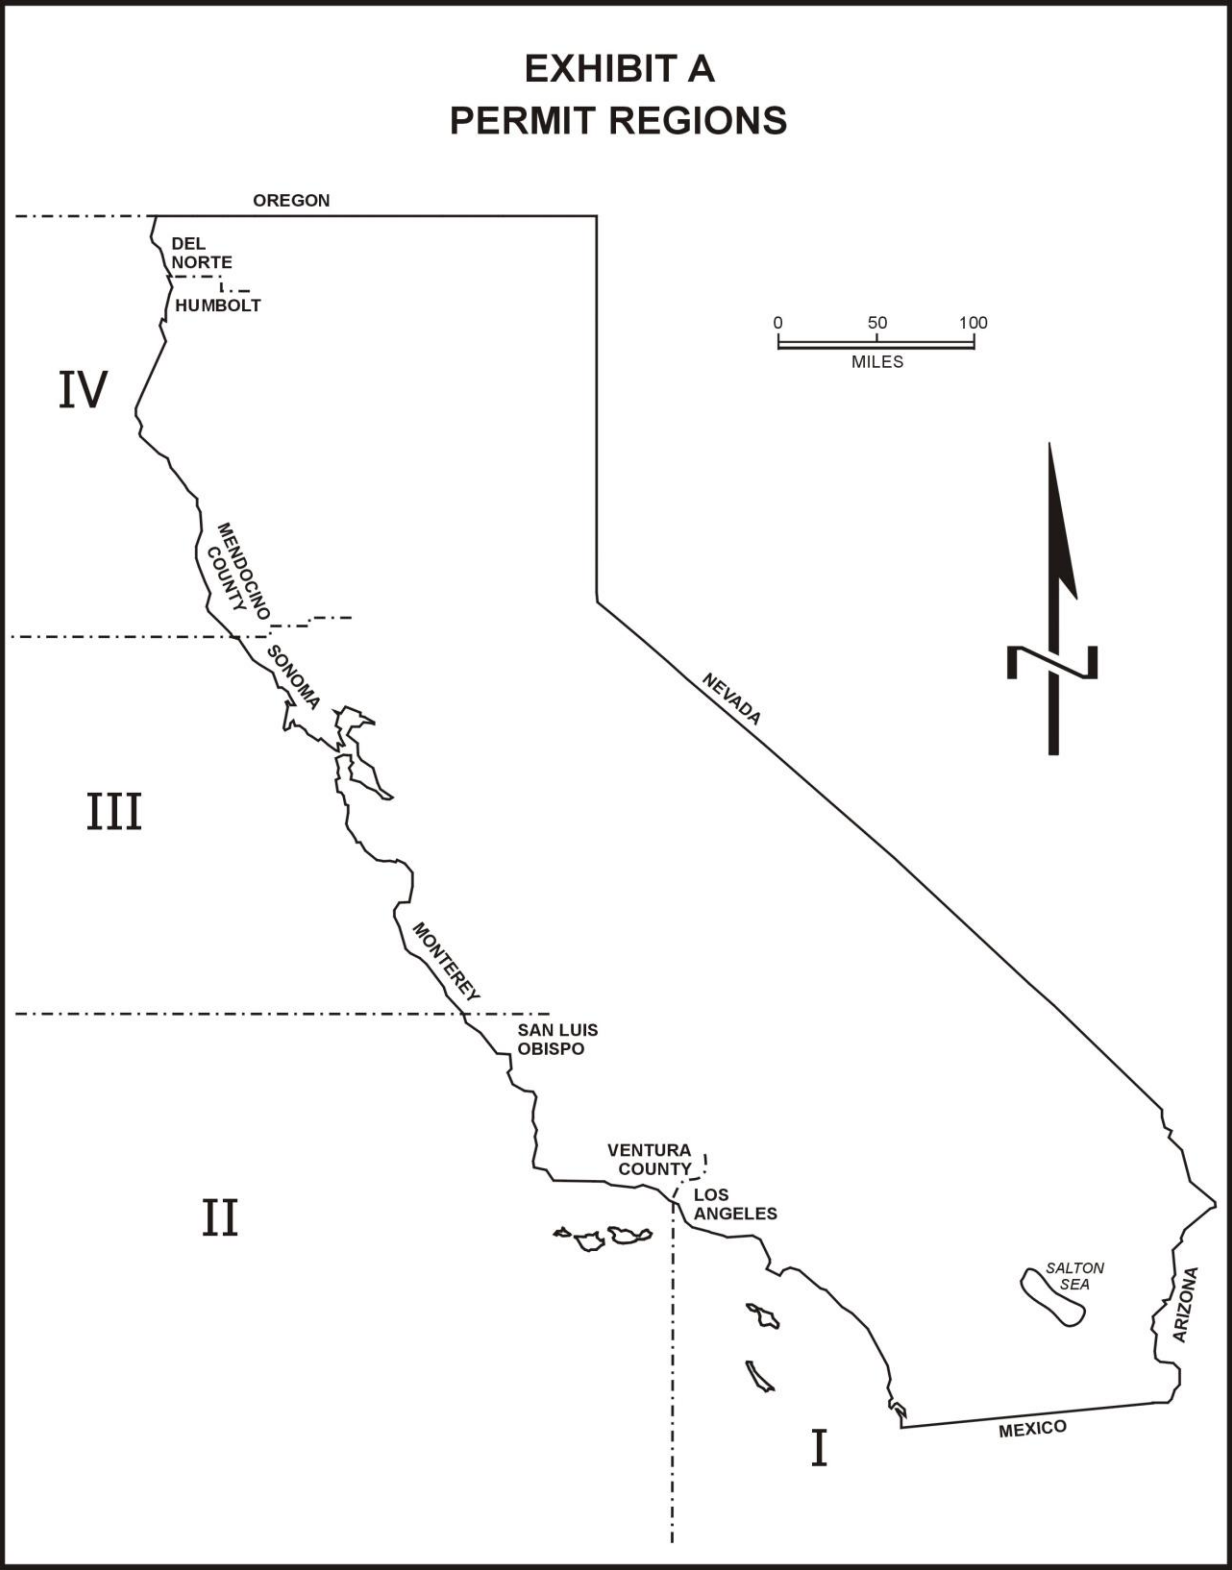 EXHIBIT A
PERMIT REGIONS
OREGON
DEL
NORTE
HUMBOLT
0 50 100
MILES
IV
MENDOCINO
COUNTY
SONOMA
NEVADA
N
III
MONTEREY
SAN LUIS
OBISPO
VENTURA
COUNTY
LOS
ANGELES
II
SALTON
SEA
ARIZONA
MEXICO
I